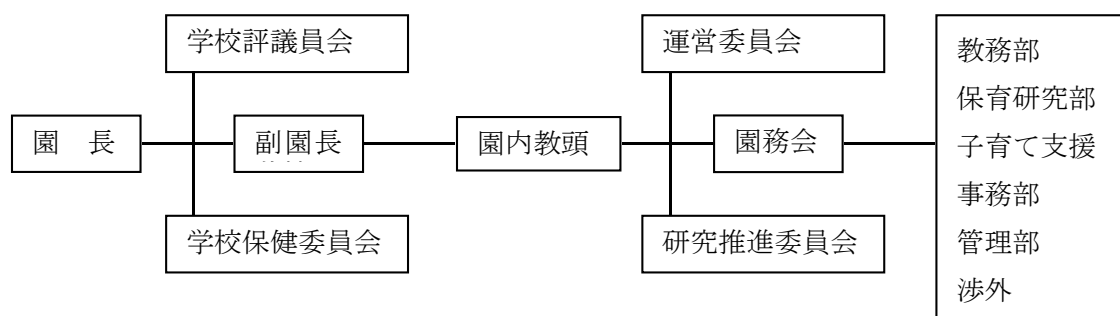 学校評議員会
運営委員会
園　長
副園長
園内教頭
園務会
学校保健委員会
研究推進委員会
教務部
保育研究部
子育て支援
事務部
管理部
渉外